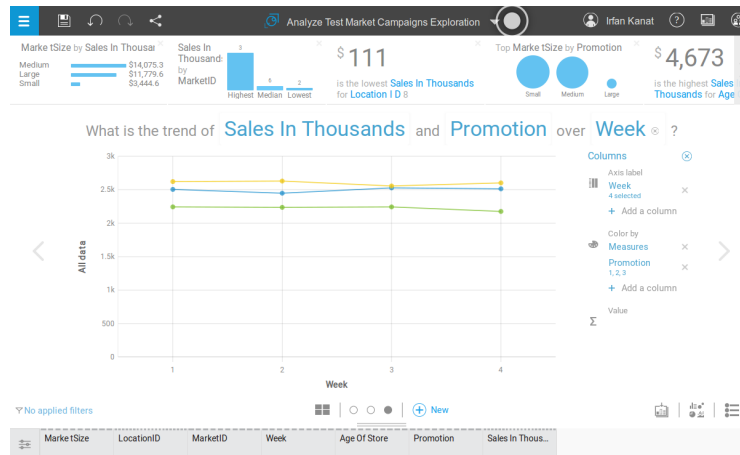 Analyze Test Market Campaigns Exploration
Irfan Kanat
?
Marke tSize by Sales In Thousar
Medium $14,075.3
Large $11,779.6
Small $3,444.6
Sales In
Thousand:
by
MarketID
3
6
2
Highest Median Lowest
$ 111
is the lowest Sales In Thousands
for Location I D 8
Top Marke tSize by Promotion
Small Medium Large
$ 4,673
is the highest Sales
Thousands for Age
What is the trend of Sales In Thousands and Promotion over Week ?
3k
2.5k
2k
1.5k
1k
500
0
All data
1 2 3 4
Week
Columns
Axis label
Week
4 selected
+ Add a column
Color by
Measures
Promotion
1, 2, 3
+ Add a column
Value
Σ
No applied filters
New
Marke tSize LocationID MarketID Week Age Of Store Promotion Sales In Thous...